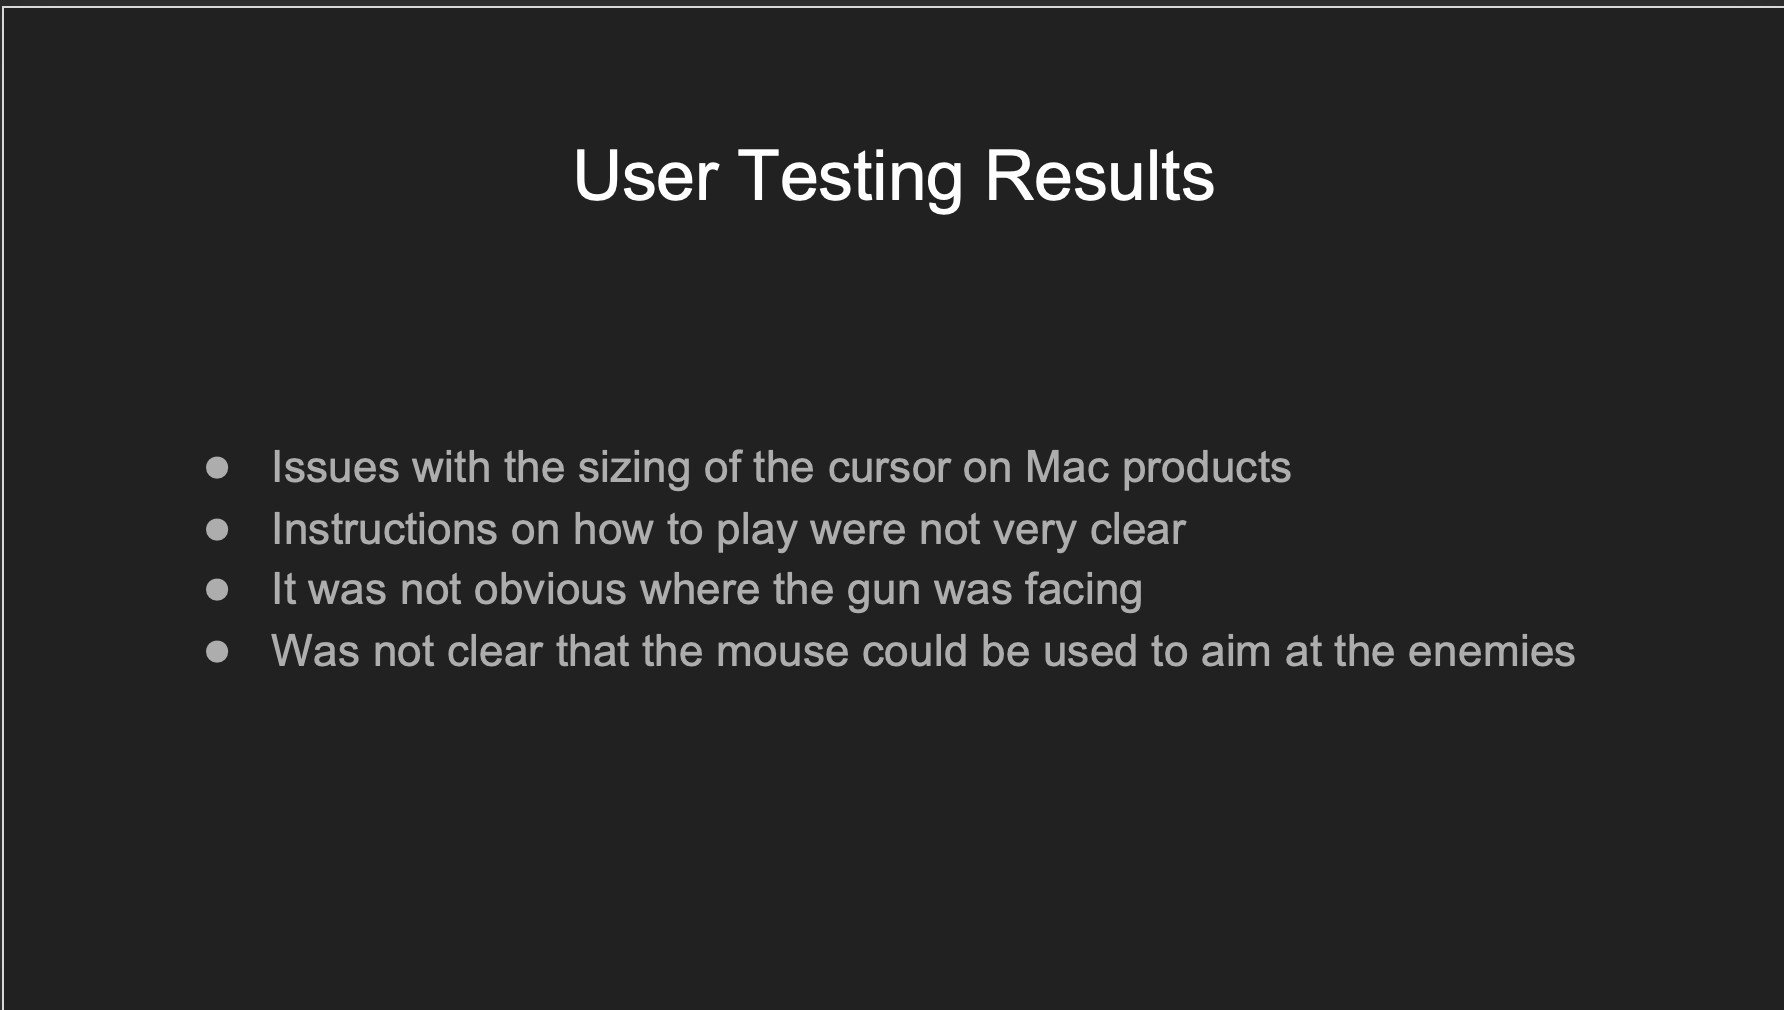 User Testing Results
● Issues with the sizing of the cursor on Mac products
● Instructions on how to play were not very clear
● It was not obvious where the gun was facing
● Was not clear that the mouse could be used to aim at the enemies